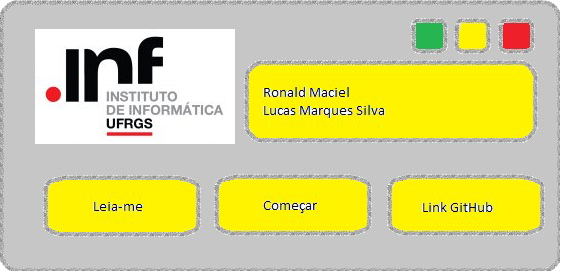 .inf
INSTITUTO
DE INFORMÁTICA
UFRGS
Ronald Maciel
Lucas Marques Silva
Leia-me
Começar
Link GitHub